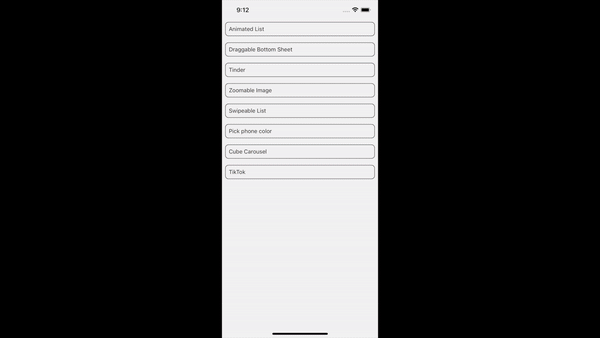 9:12
Animated List
Draggable Bottom Sheet
Tinder
Zoomable Image
Swipeable List
Pick phone color
Cube Carousel
TikTok